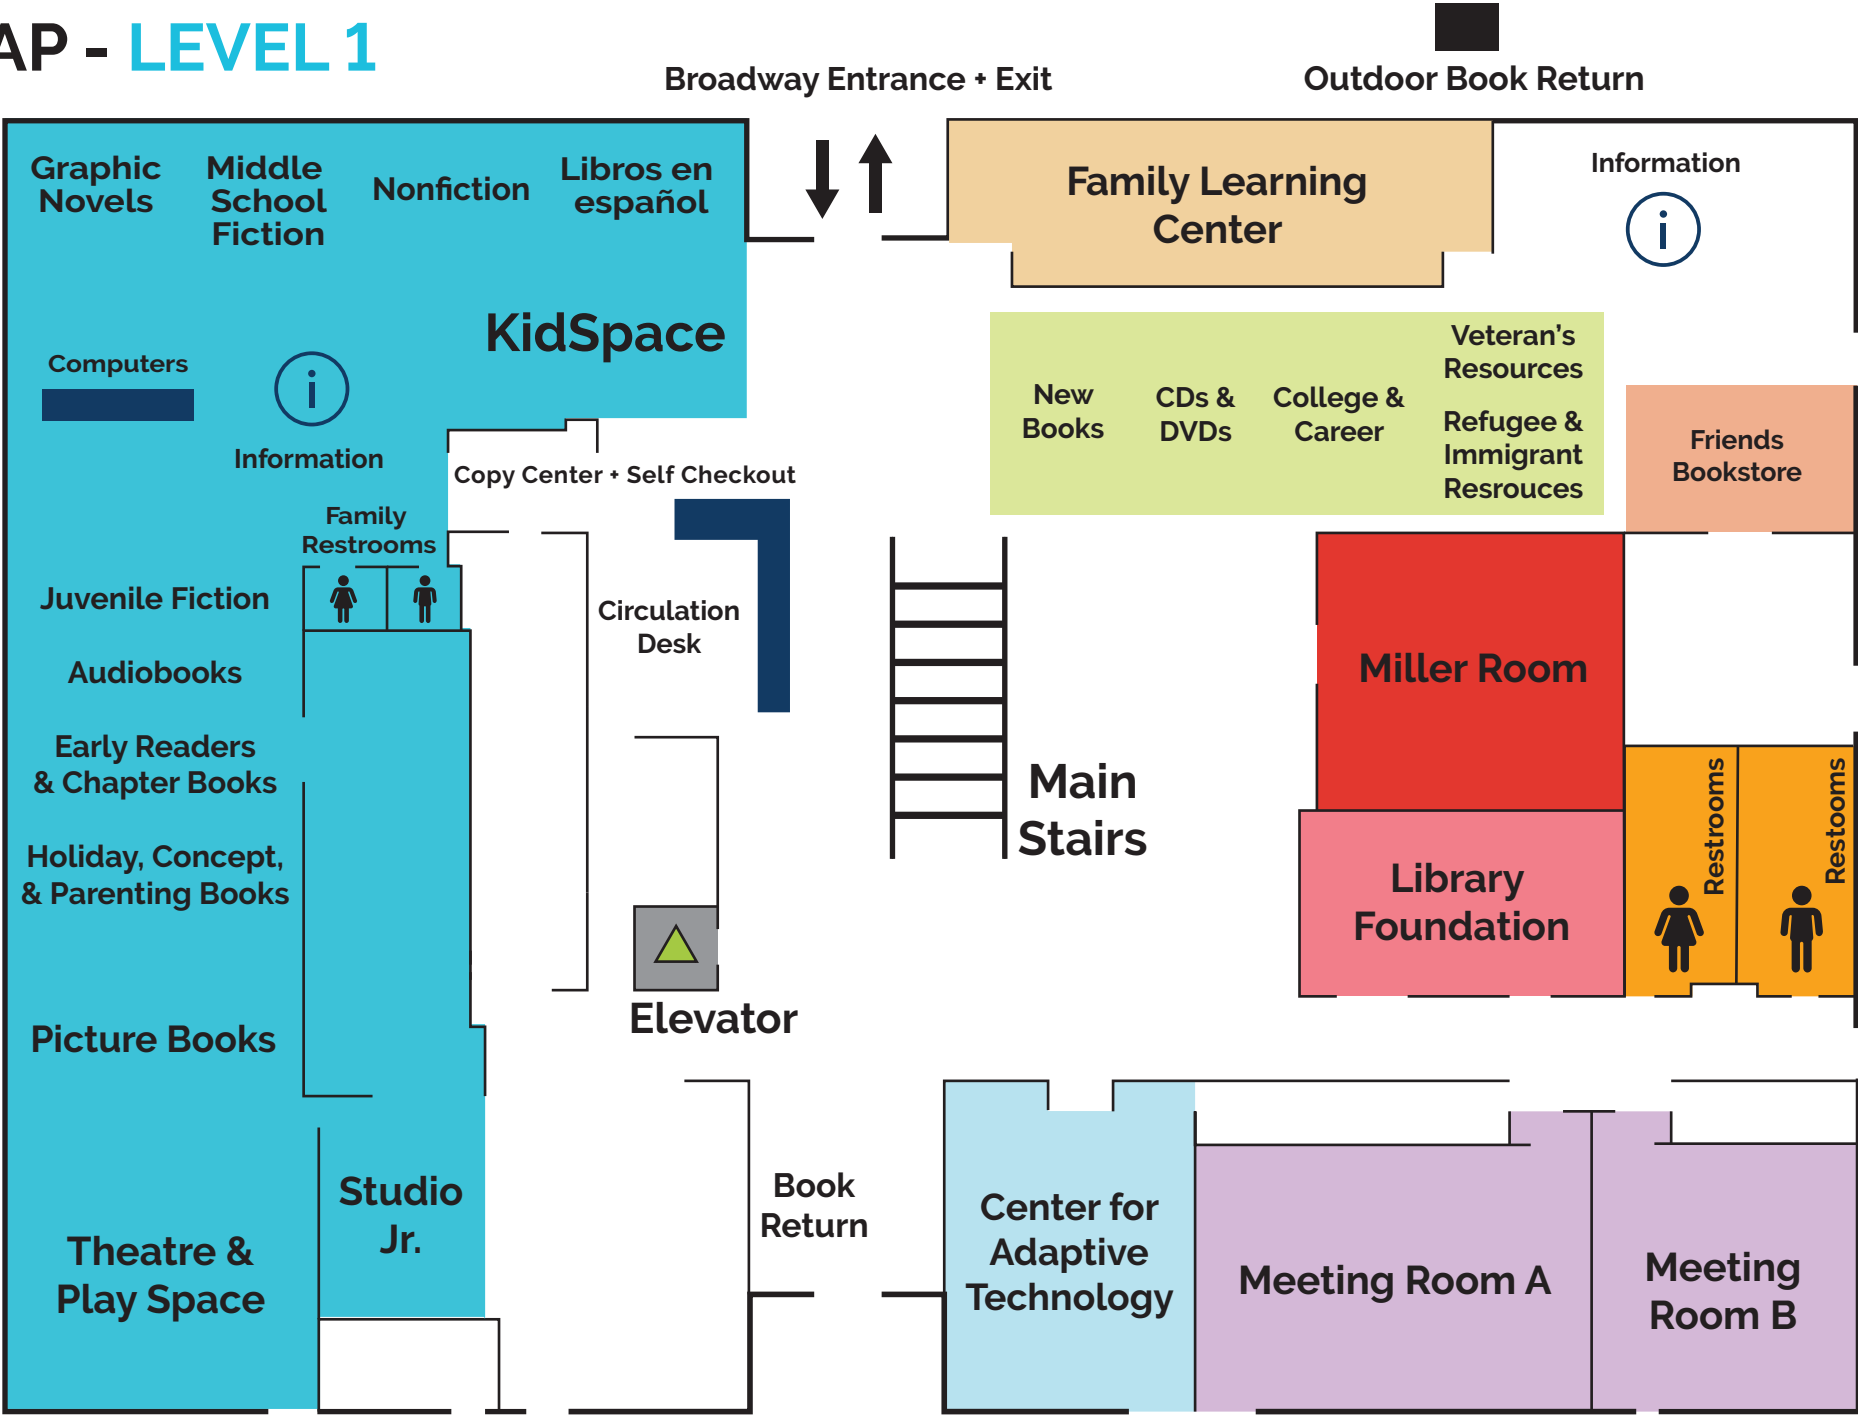 AP - LEVEL 1
Broadway Entrance + Exit
Outdoor Book Return
Graphic
Novels
Middle
School
Fiction
Nonfiction
Libros en
español
Family Learning
Center
Information
i
KidSpace
Computers
i
Information
New
Books
CDs &
DVDs
College &
Career
Veteran's
Resources
Refugee &
Immigrant
Resrouces
Friends
Bookstore
Copy Center + Self Checkout
Family
Restrooms
Juvenile Fiction
Circulation
Desk
Audiobooks
Miller Room
Early Readers
& Chapter Books
Main
Stairs
Restrooms
Restooms
Holiday, Concept,
& Parenting Books
Library
Foundation
Elevator
Picture Books
Studio
Jr.
Book
Return
Center for
Adaptive
Technology
Theatre &
Play Space
Meeting Room A
Meeting
Room B